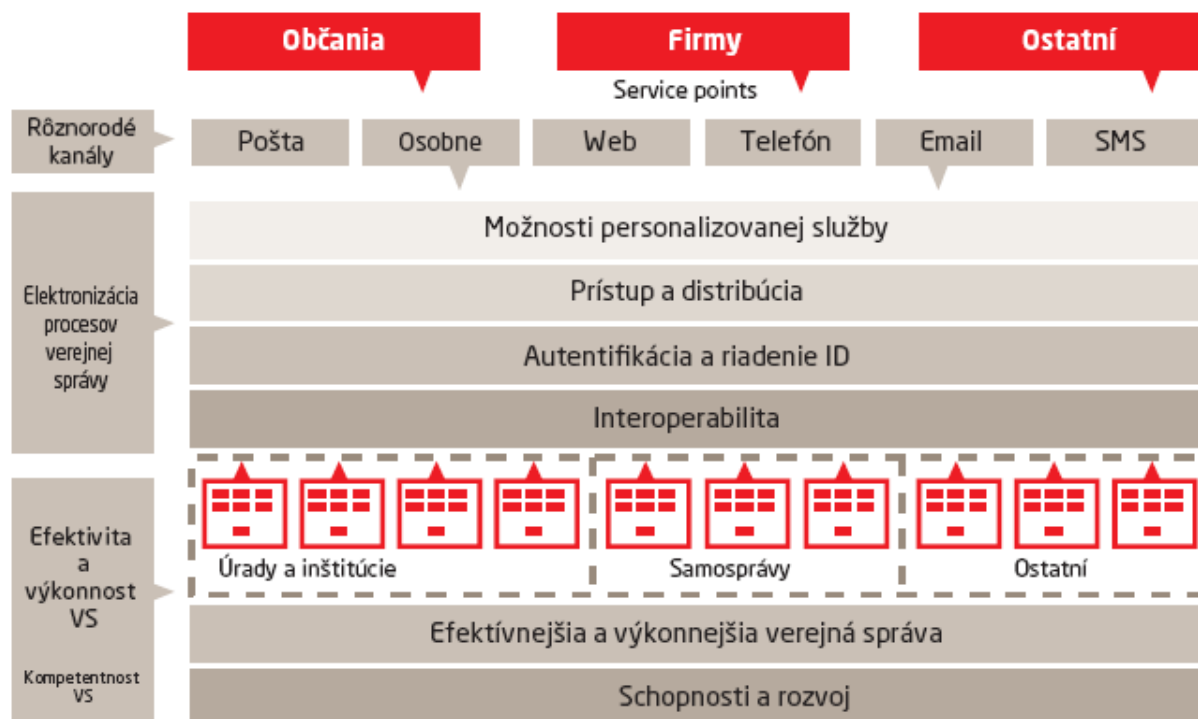 Občania
Firmy
Ostatní
Service points
Rôznorodé
kanály
Pošta
Osobne
Web
Telefón
Email
SMS
Elektronizácia
procesov
verejnej
správy
Možnosti personalizovanej služby
Prístup a distribúcia
Autentifikácia a riadenie ID
Interoperabilita
Efektivita
a
výkonnost
VS
Úrady a inštitúcie
Samosprávy
Ostatní
Efektívnejšia a výkonnejšia verejná správa
Kompetentnost
VS
Schopnosti a rozvoj